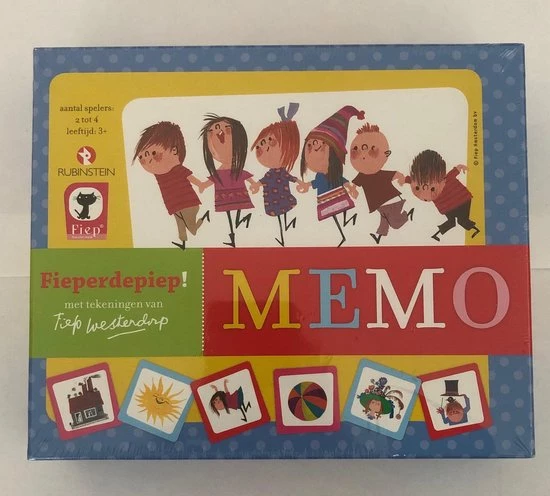 aantal spelers:
2 tot 4
leeftijd: 3+
RUBINSTEIN
Fiep®
© Fiep Amsterdam bv
Fieperdepiep!
met tekeningen van
Fiep Westendorp
MEMO